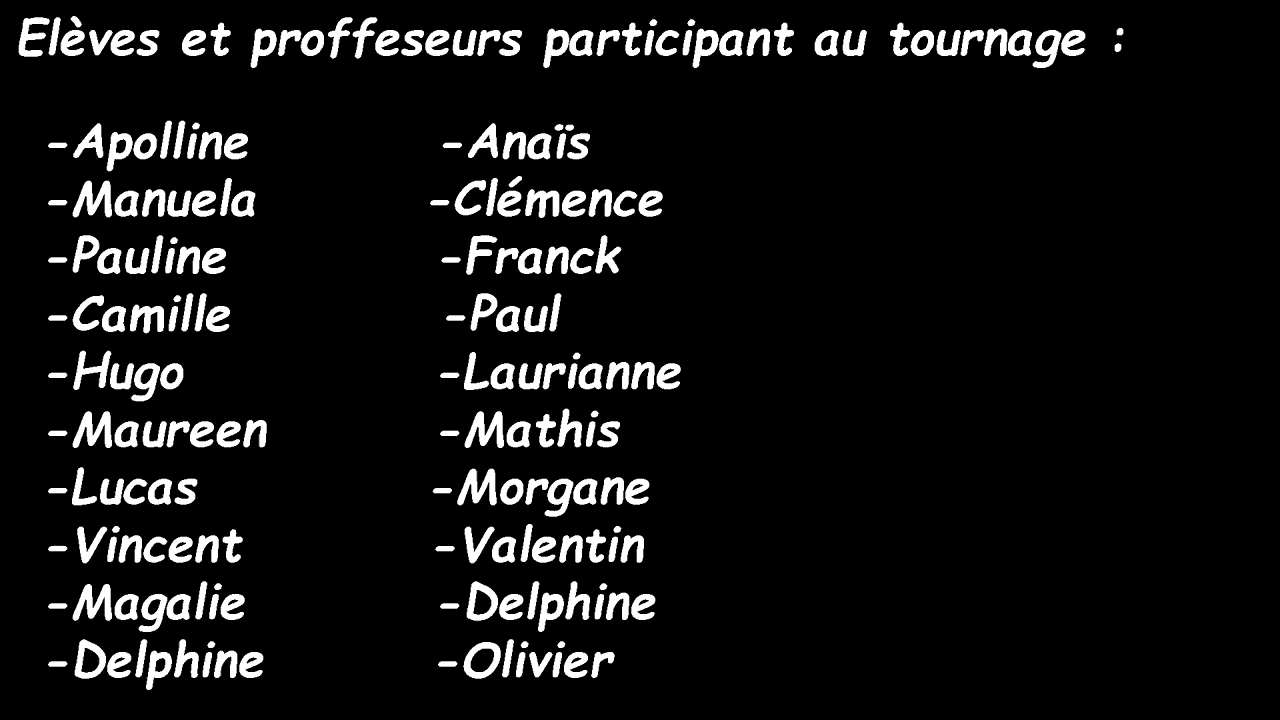 Elèves et proffeseurs participant au tournage :
-Apolline -Anaïs
-Manuela -Clémence
-Pauline -Franck
-Camille -Paul
-Hugo -Laurianne
-Maureen -Mathis
-Lucas -Morgane
-Vincent -Valentin
-Magalie -Delphine
-Delphine -Olivier